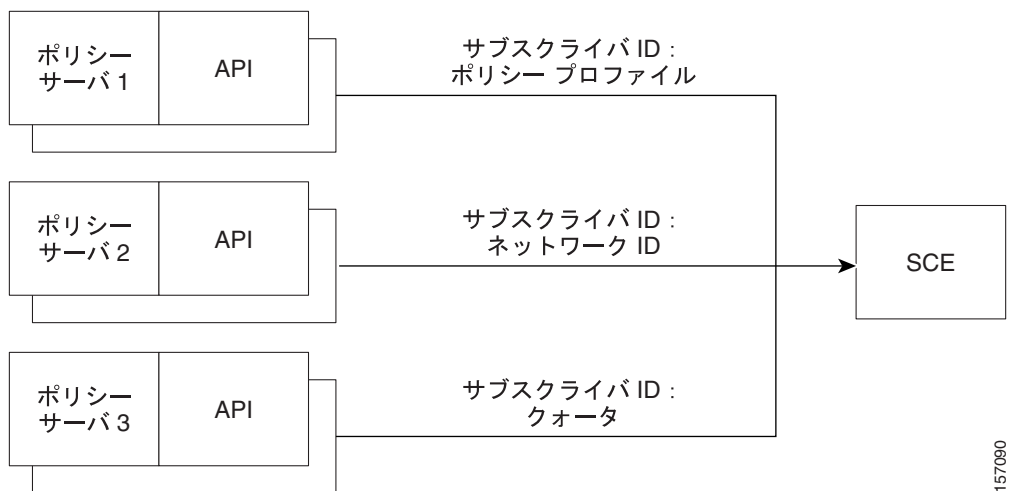 ポリシー
サーバ 1
API
サブスクライバ ID :
ポリシー プロファイル
ポリシー
サーバ 2
API
サブスクライバ ID :
ネットワーク ID
SCE
ポリシー
サーバ 3
API
サブスクライバ ID :
クォータ
157090